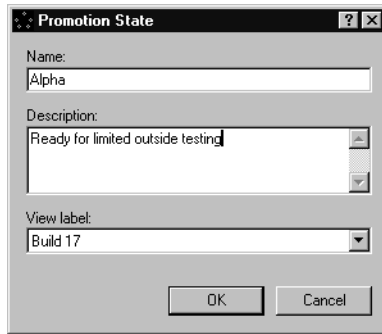 Promotion State
Name:
Alpha
Description:
Ready for limited outside testing
View label:
Build 17
OK Cancel